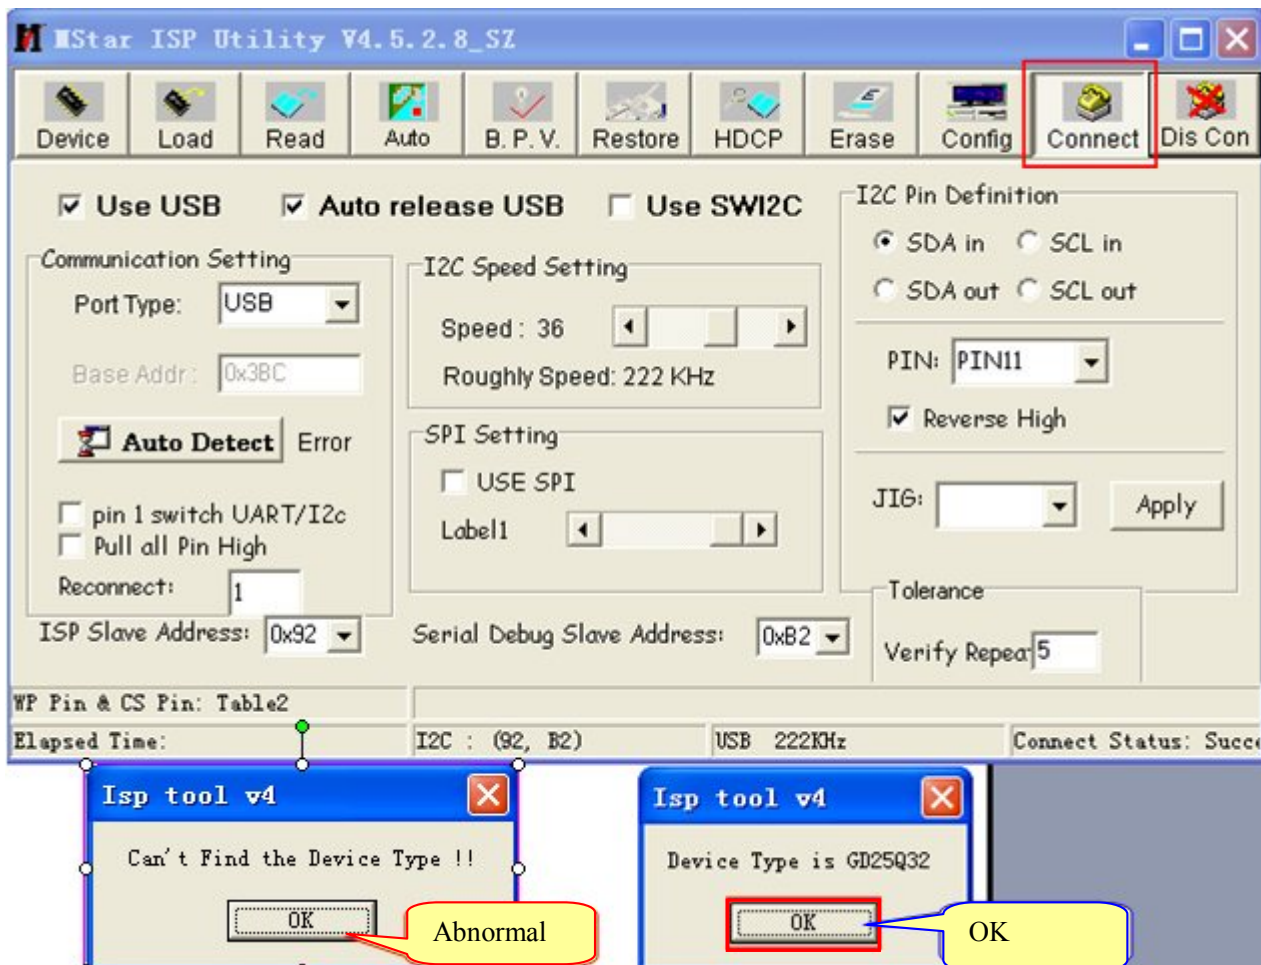 MStar ISP Utility V4.5.2.8_SZ
Device Load Read Auto B.P.V. Restore HDCP Erase Config Connect Dis Con
Use USB Auto release USB Use SWI2C
I2C Pin Definition
SDA in SCL in
SDA out SCL out
PIN: PIN11
Reverse High
JIG: Apply
Communication Setting
Port Type: USB
Base Addr: 0x3BC
Auto Detect Error
pin 1 switch UART/I2c
Pull all Pin High
Reconnect: 1
I2C Speed Setting
Speed : 36
Roughly Speed: 222 KHz
SPI Setting
USE SPI
Label1
ISP Slave Address: 0x92
Serial Debug Slave Address: 0xB2
Tolerance
Verify Repea 5
WP Pin & CS Pin: Table2
Elapsed Time: I2C : (92, B2) USB 222KHz Connect Status: Succe
Isp tool v4
Can't Find the Device Type !!
OK
Abnormal
Isp tool v4
Device Type is GD25Q32
OK
OK